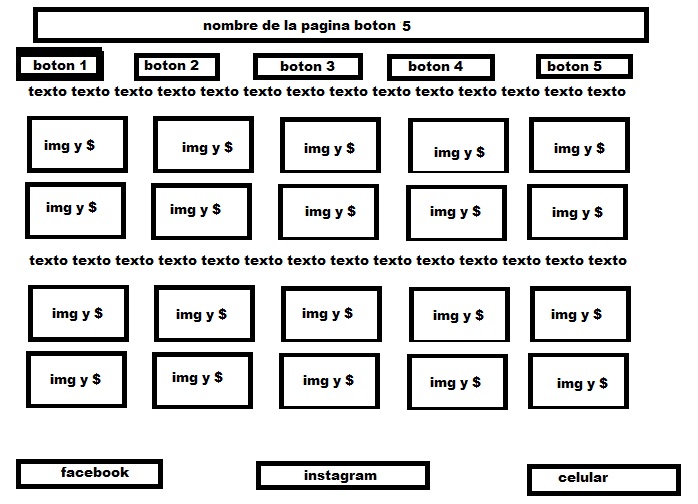 nombre de la pagina boton 5
boton 1 boton 2 boton 3 boton 4 boton 5
texto texto texto texto texto texto texto texto texto texto texto texto texto texto
img y $ img y $ img y $ img y $ img y $
img y $ img y $ img y $ img y $ img y $
texto texto texto texto texto texto texto texto texto texto texto texto texto texto
img y $ img y $ img y $ img y $ img y $
img y $ img y $ img y $ img y $ img y $
facebook instagram celular